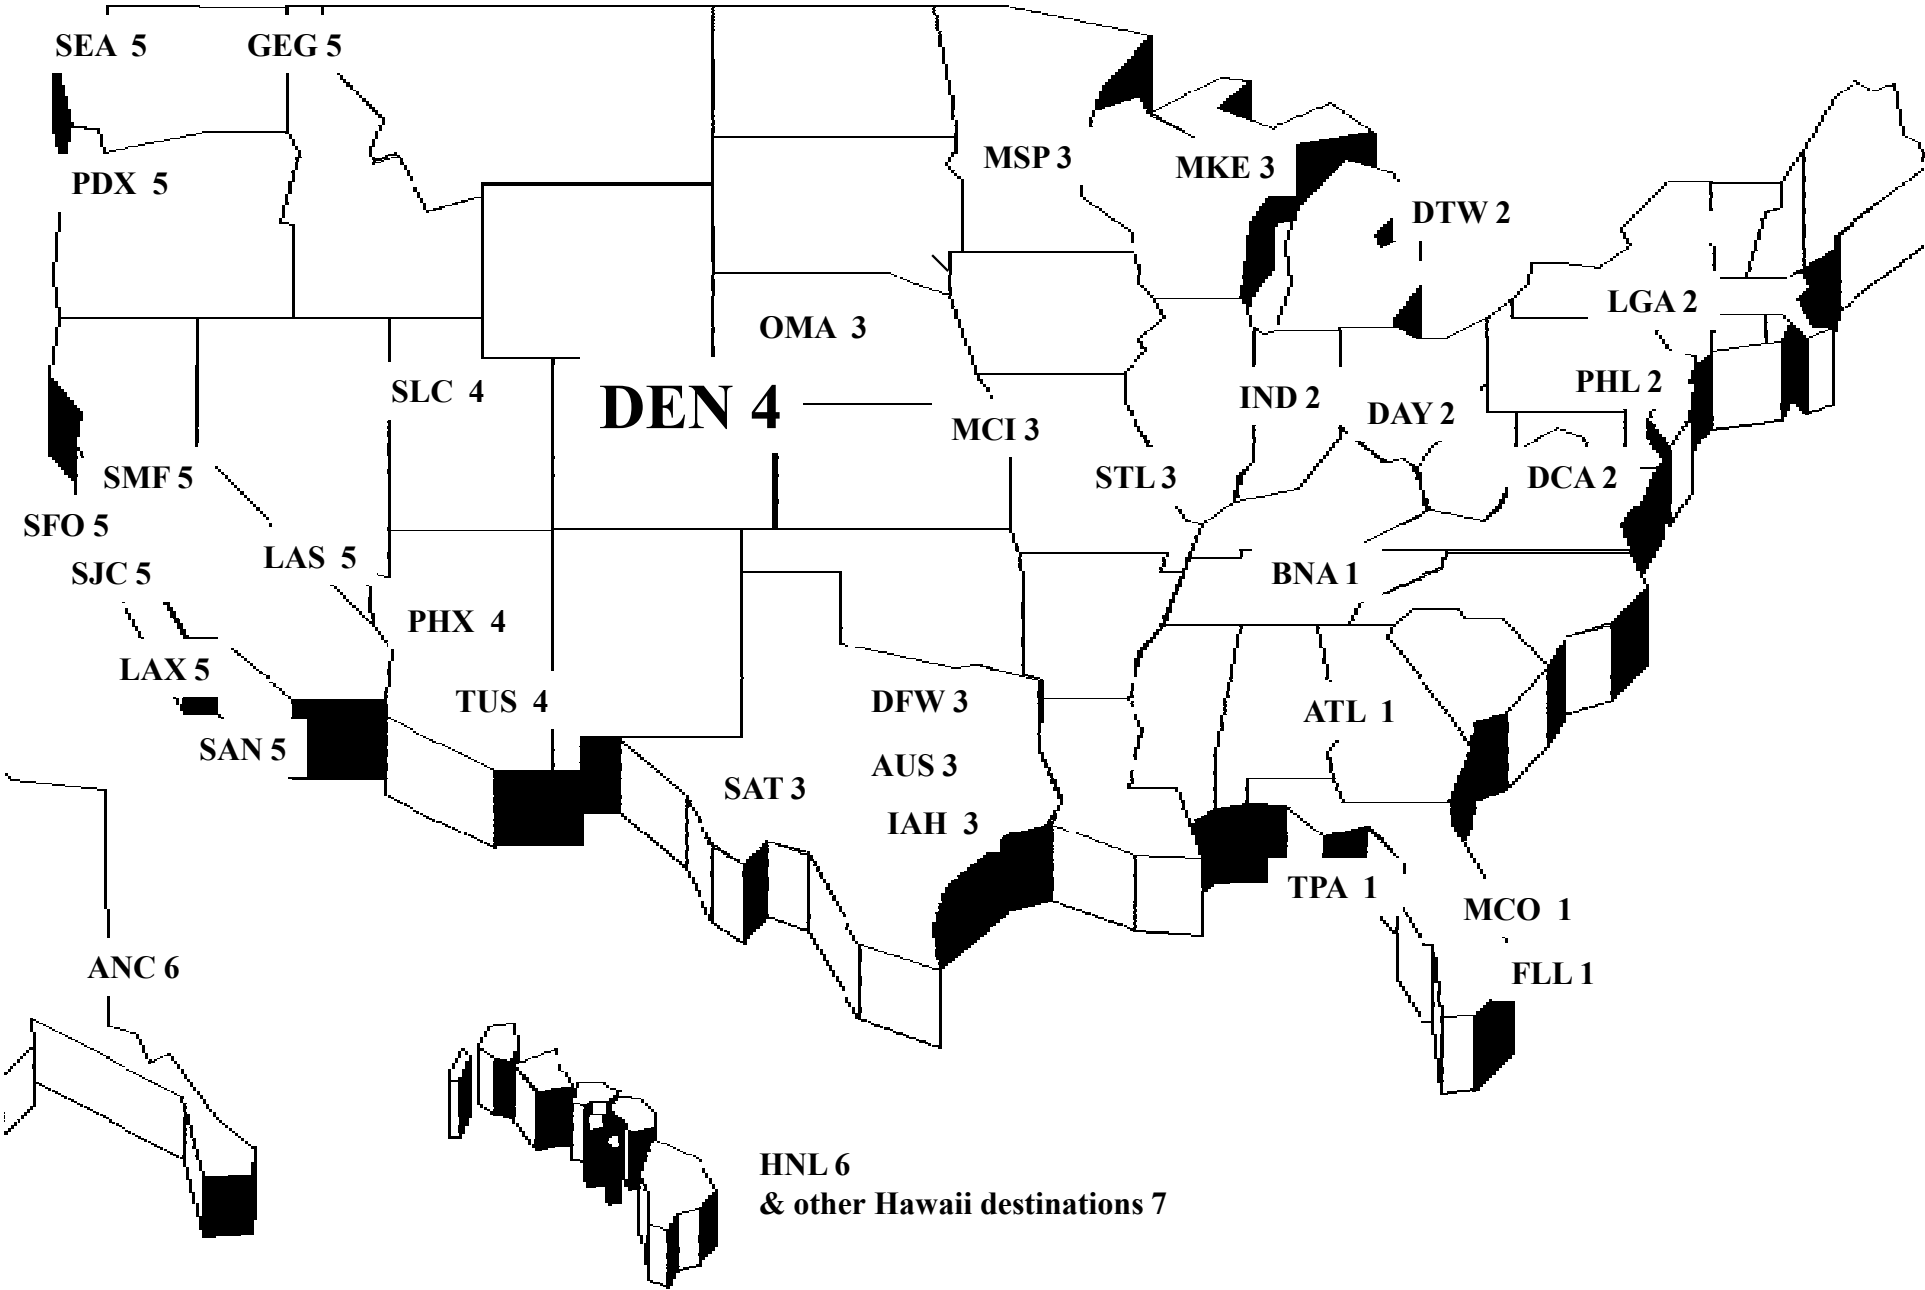 SEA 5
GEG 5
MSP 3
MKE 3
PDX 5
DTW 2
LGA 2
OMA 3
SLC 4
DEN 4
PHL 2
IND 2
DAY 2
MCI 3
SMF 5
STL 3
DCA 2
SFO 5
LAS 5
SJC 5
BNA 1
PHX 4
LAX 5
TUS 4
DFW 3
ATL 1
SAN 5
AUS 3
SAT 3
IAH 3
TPA 1
MCO 1
ANC 6
FLL 1
HNL 6
& other Hawaii destinations 7